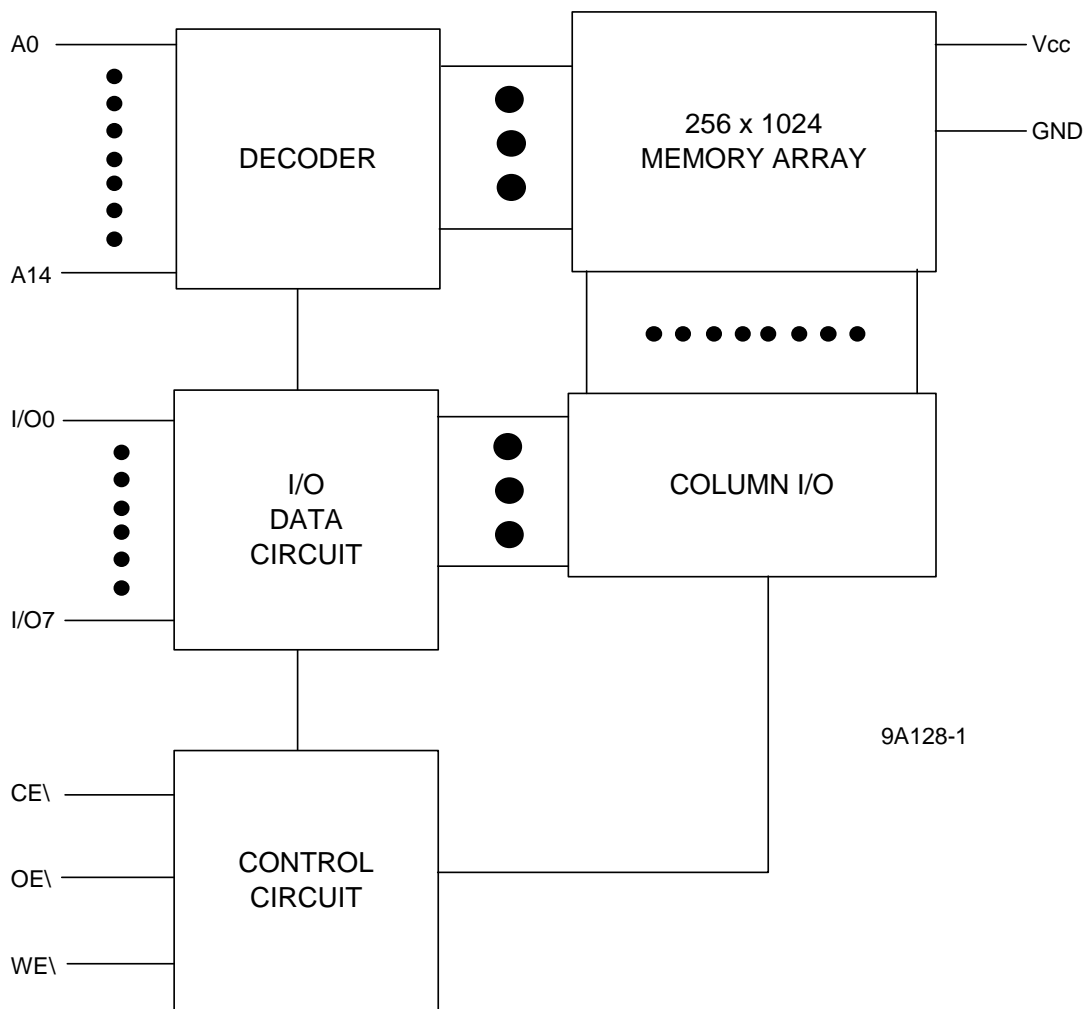 A0
DECODER
256 x 1024
MEMORY ARRAY
Vcc
GND
A14
I/O0
I/O
DATA
CIRCUIT
COLUMN I/O
I/O7
9A128-1
CE\
CONTROL
CIRCUIT
OE\
WE\